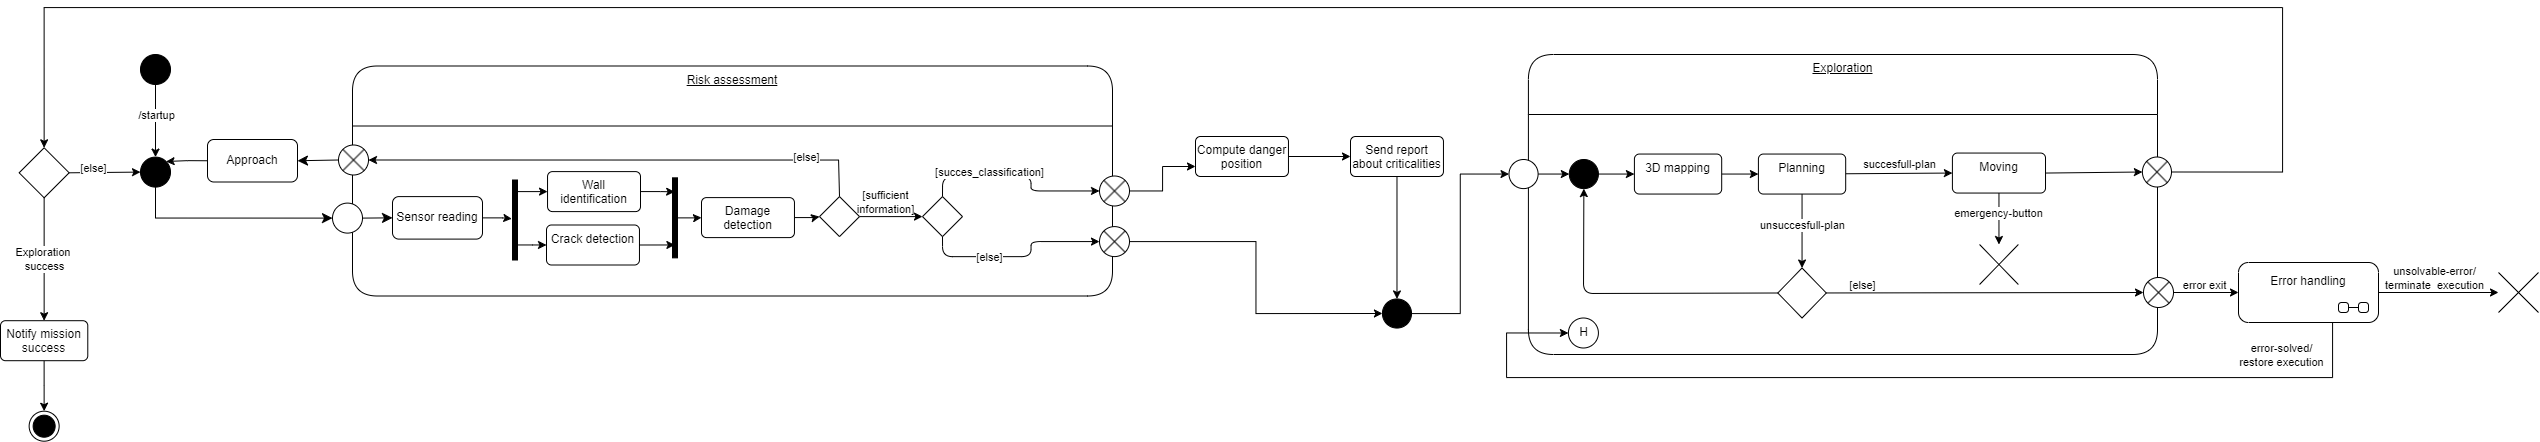 Risk assessment
Exploration
/startup
[else]
Approach
[else]
Sensor reading
Wall
identification
Crack detection
Damage
detection
[sufficient
information]
[succes_classification]
[else]
Compute danger
position
Send report
about criticalities
3D mapping
Planning
succesfull-plan
Moving
emergency-button
unsuccesfull-plan
[else]
error exit
Error handling
unsolvable-error/
terminate execution
H
error-solved/
restore execution
Exploration
success
Notify mission
success